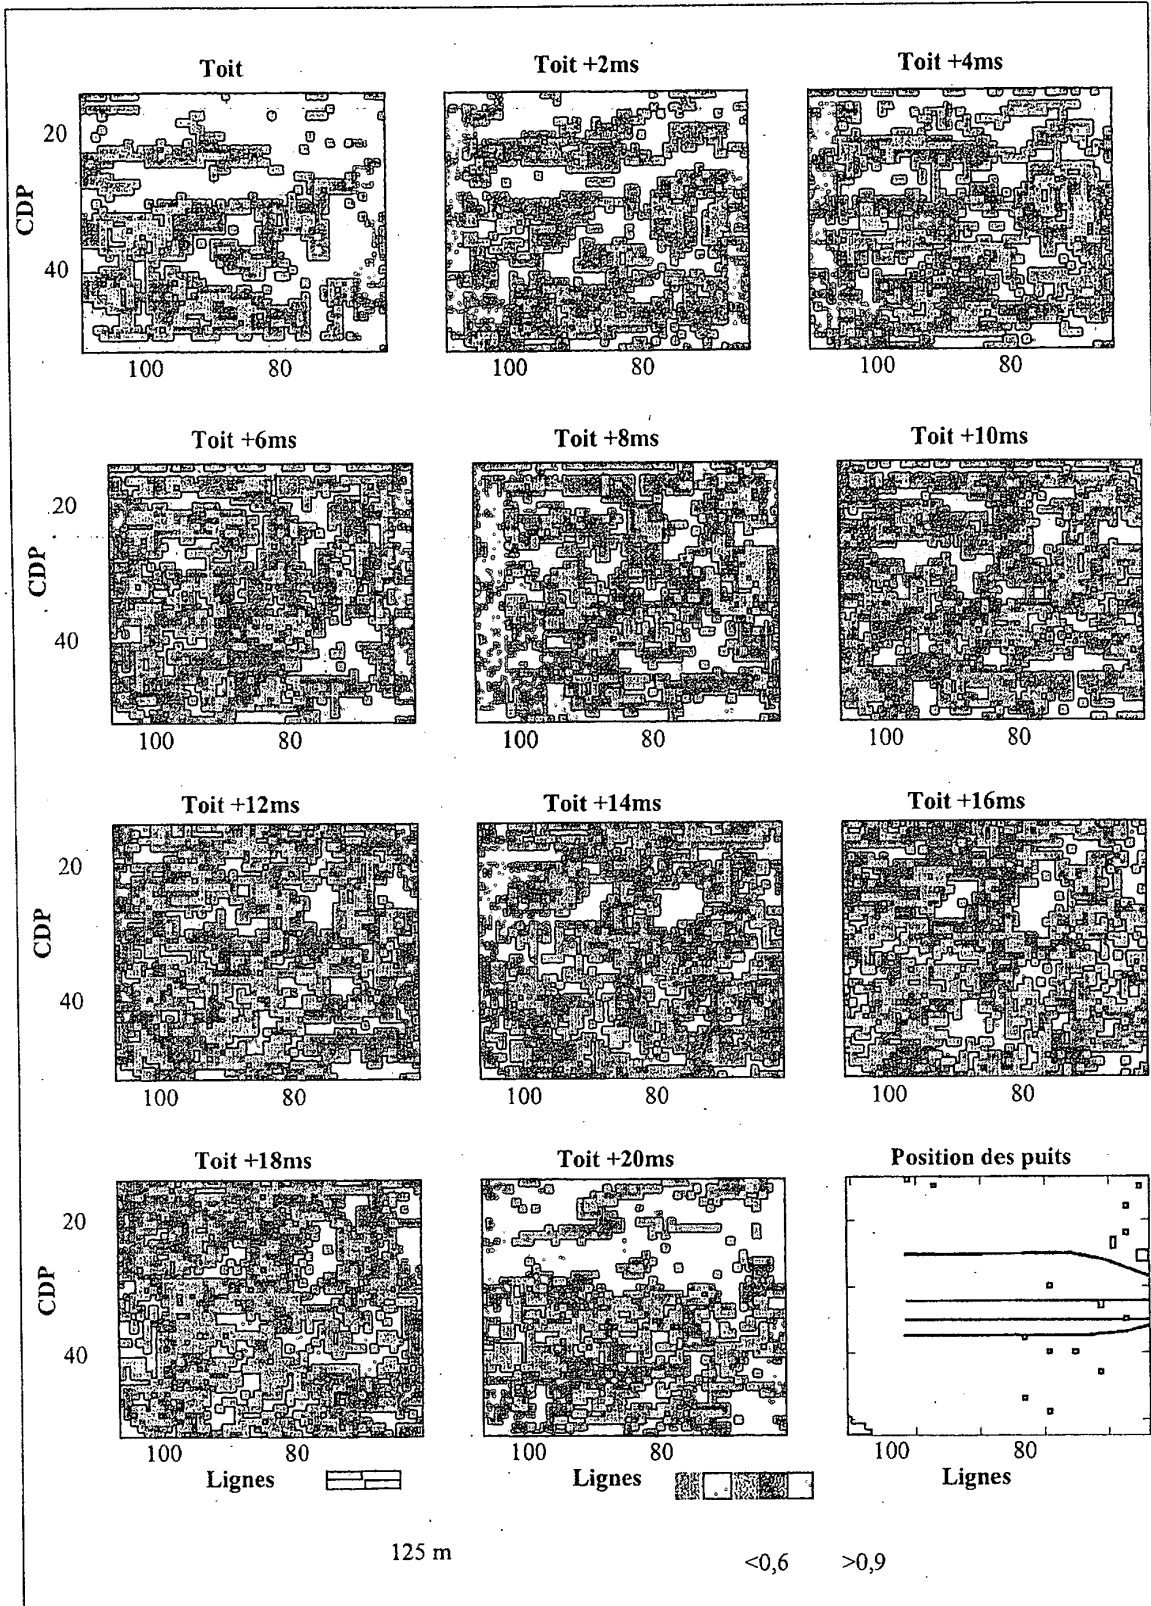 Toit
Toit +2ms
Toit +4ms
CDP
20
40
100
80
100
80
100
80
Toit +6ms
Toit +8ms
Toit +10ms
CDP
20
40
100
80
100
80
100
80
Toit +12ms
Toit +14ms
Toit +16ms
CDP
20
40
100
80
100
80
100
80
Toit +18ms
Toit +20ms
Position des puits
CDP
20
40
100
80
100
80
100
80
Lignes
Lignes
Lignes
125 m
<0,6
>0,9